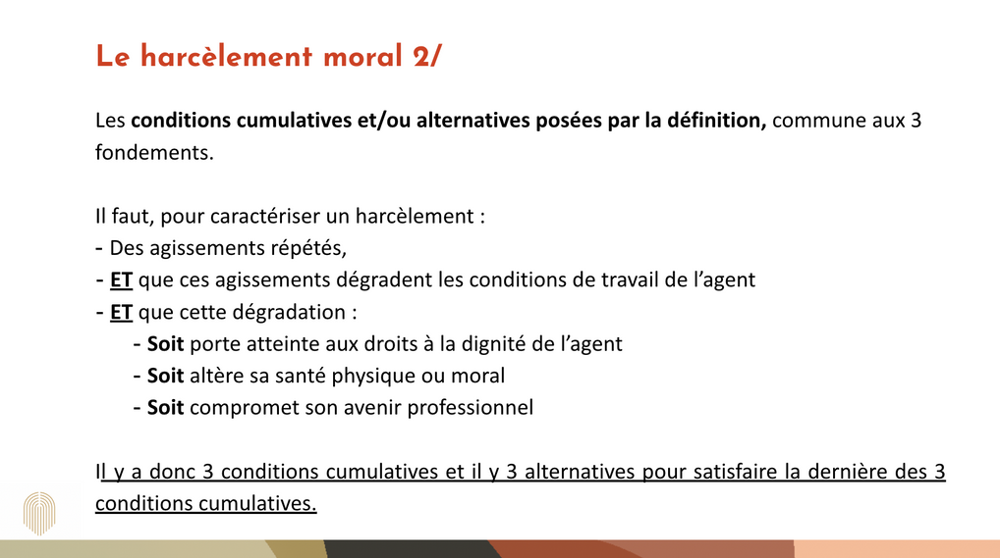 Le harcèlement moral 2/
Les conditions cumulatives et/ou alternatives posées par la définition, commune aux 3
fondements.
Il faut, pour caractériser un harcèlement :
- Des agissements répétés,
- ET que ces agissements dégradent les conditions de travail de l’agent
- ET que cette dégradation :
- Soit porte atteinte aux droits à la dignité de l’agent
- Soit altère sa santé physique ou moral
- Soit compromet son avenir professionnel
Il y a donc 3 conditions cumulatives et il y 3 alternatives pour satisfaire la dernière des 3
conditions cumulatives.